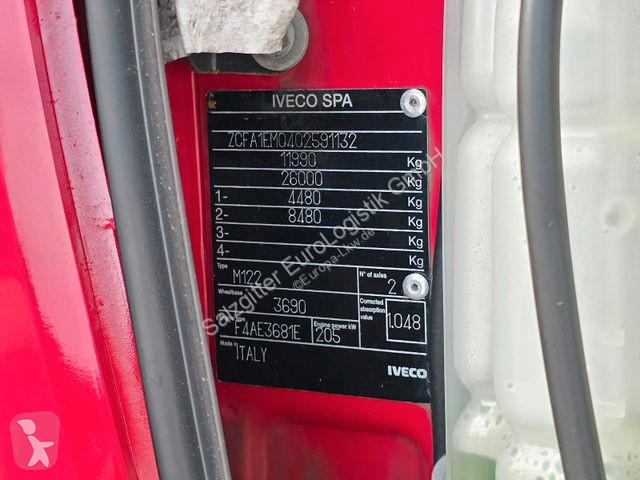 IVECO SPA
ZCFA1EM0402591132
11990 Kg
26000 Kg
1- 4480 Kg
2- 8480 Kg
3- Kg
4- Kg
Type M122 N° of axles 2
Wheelbase 3690 Corrected absorption value 1.048
Type F4AE3681E Engine power kW 205
Made in ITALY
IVECO
Salzgitter EuroLogistik GmbH
©Europa-Lkw.de